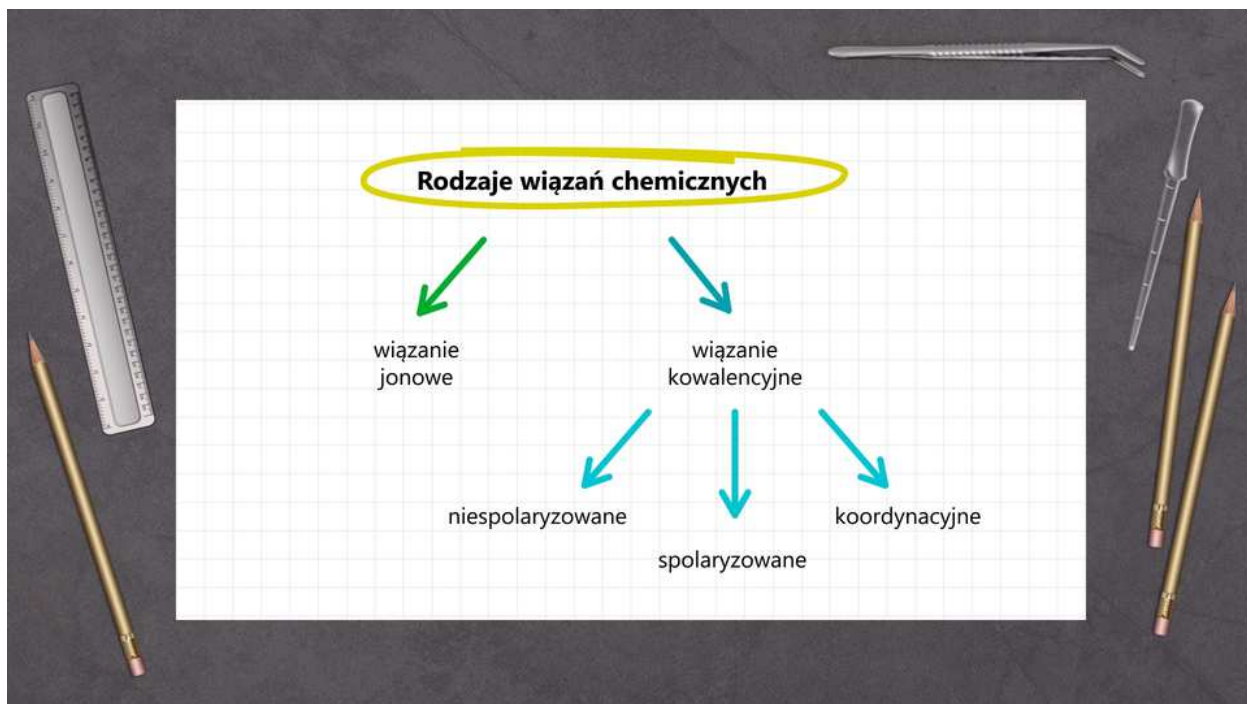 Rodzaje wiązań chemicznych
wiązanie
jonowe
wiązanie
kowalencyjne
niespolaryzowane
spolaryzowane
koordynacyjne